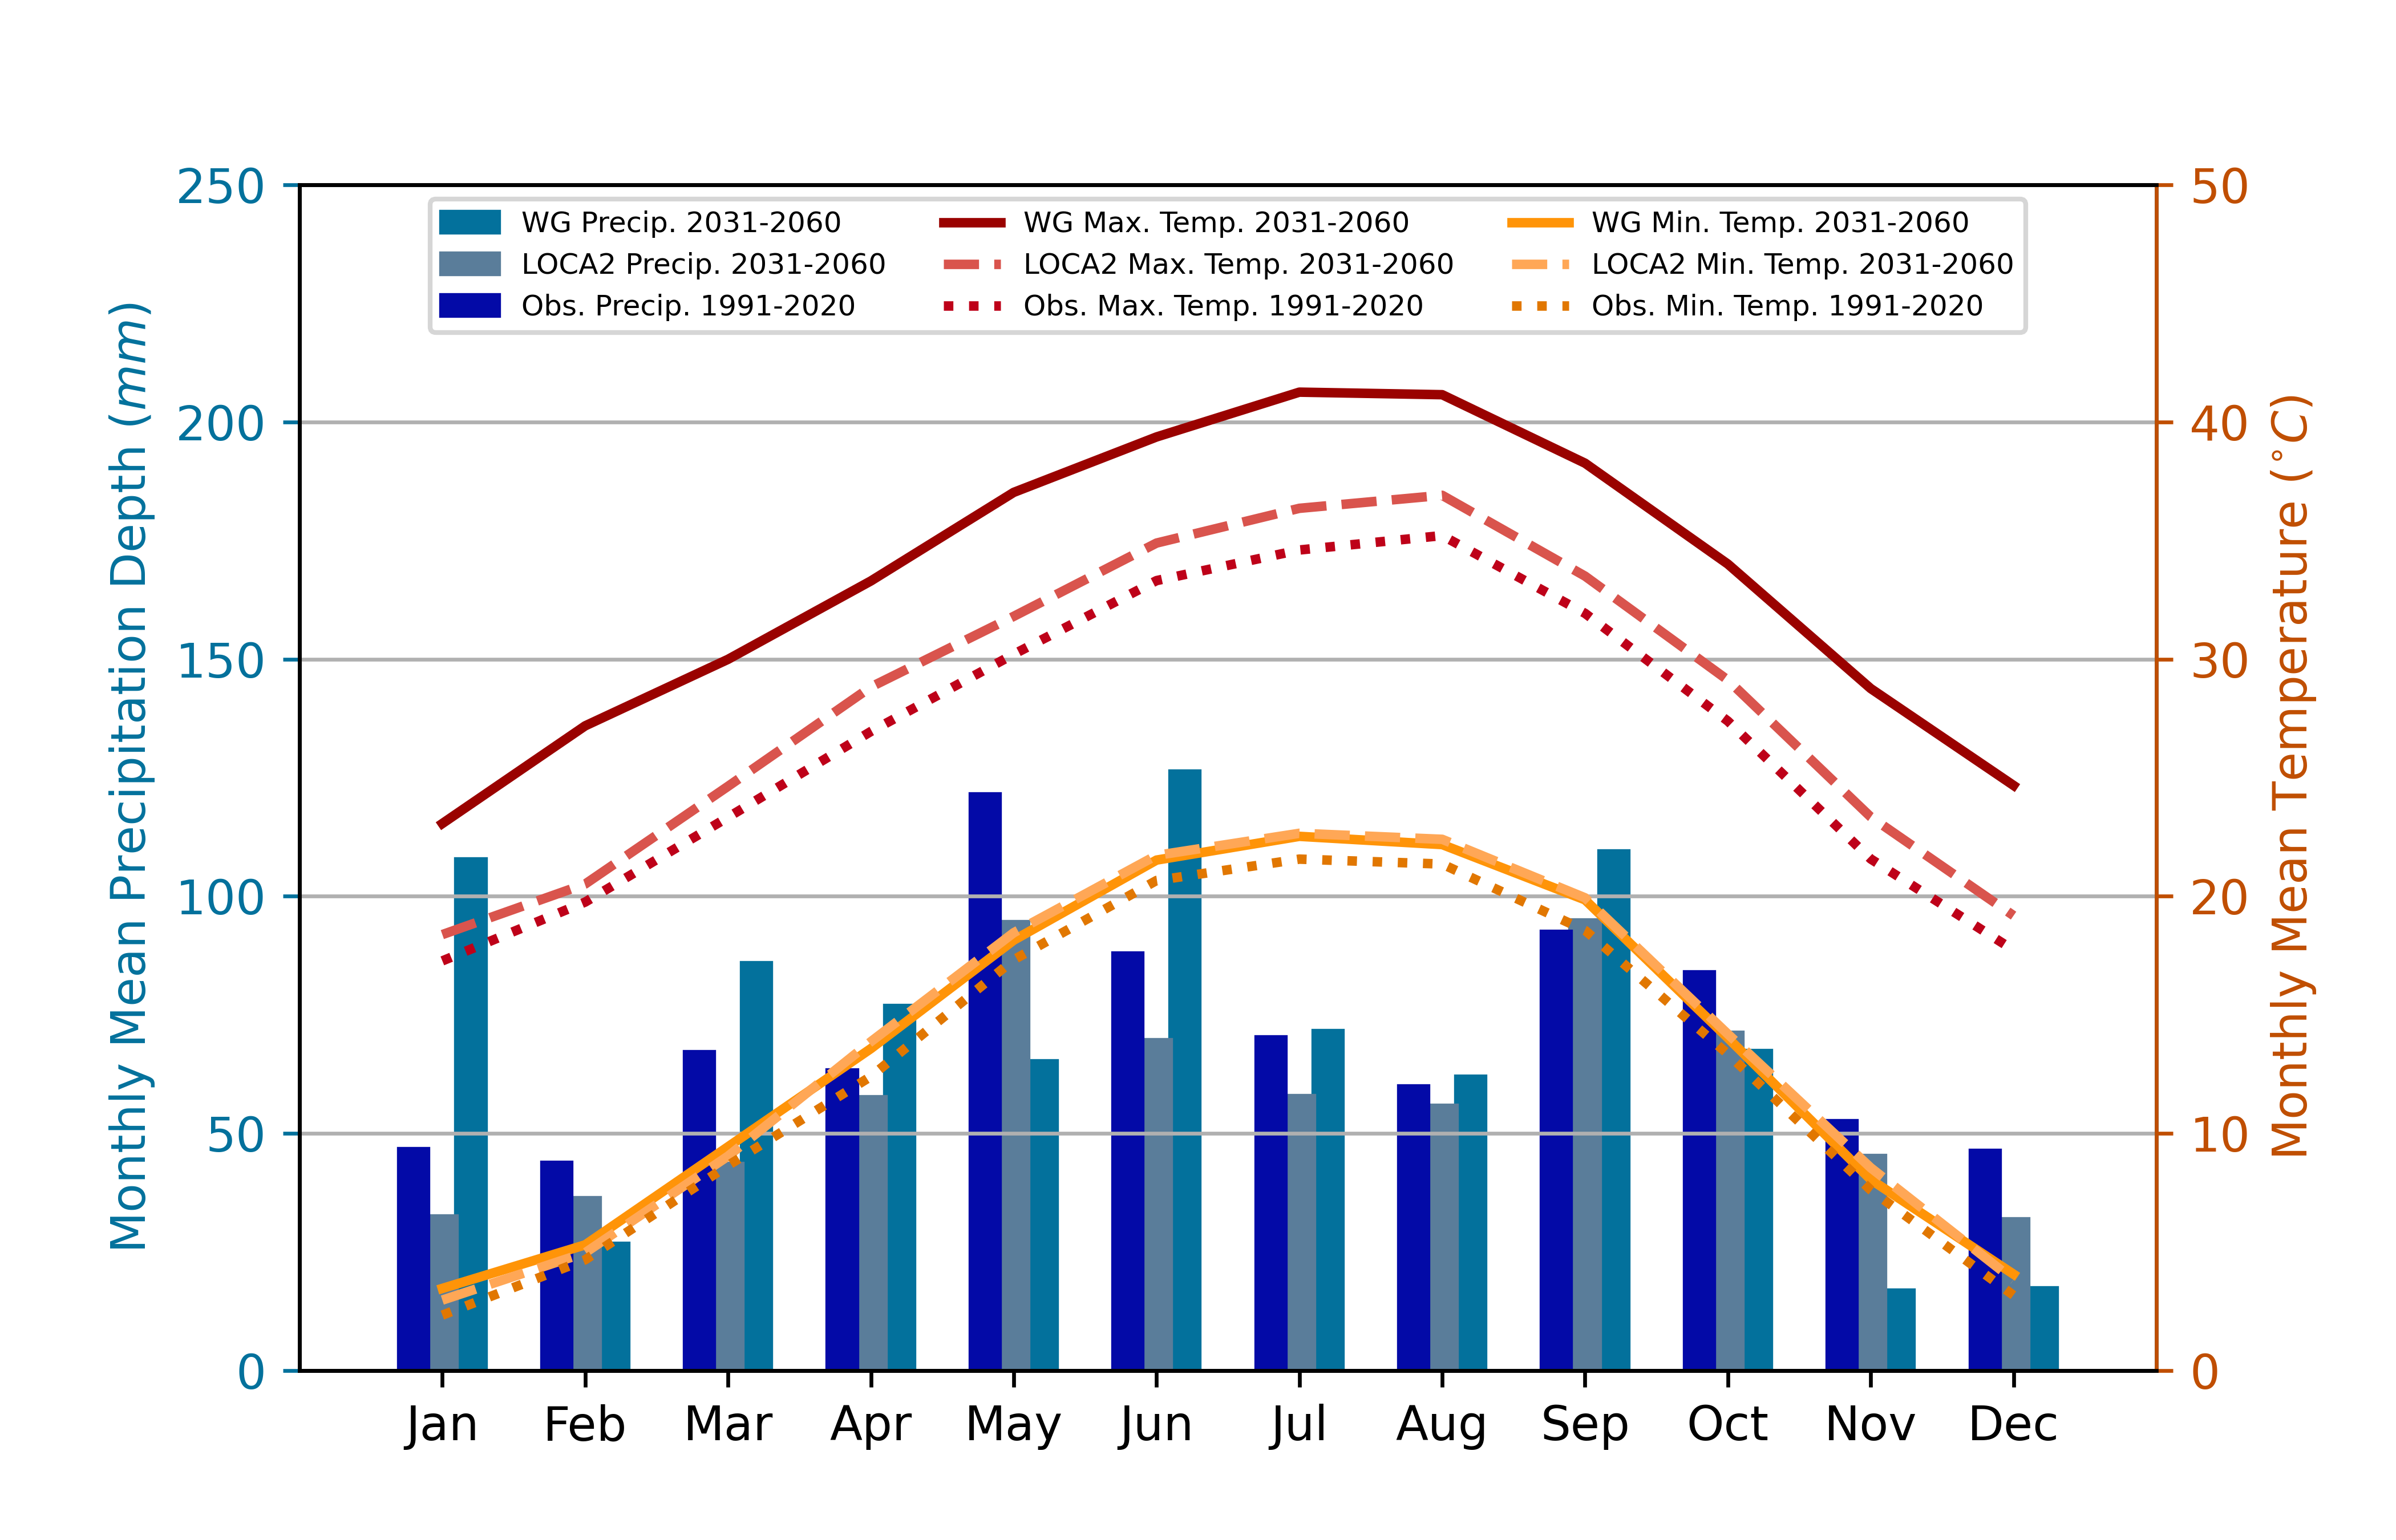 250
200
150
100
50
0
Monthly Mean Precipitation Depth (mm)
WG Precip. 2031-2060
LOCA2 Precip. 2031-2060
Obs. Precip. 1991-2020
WG Max. Temp. 2031-2060
LOCA2 Max. Temp. 2031-2060
Obs. Max. Temp. 1991-2020
WG Min. Temp. 2031-2060
LOCA2 Min. Temp. 2031-2060
Obs. Min. Temp. 1991-2020
50
40
30
20
10
0
Monthly Mean Temperature (°C)
Jan Feb Mar Apr May Jun Jul Aug Sep Oct Nov Dec